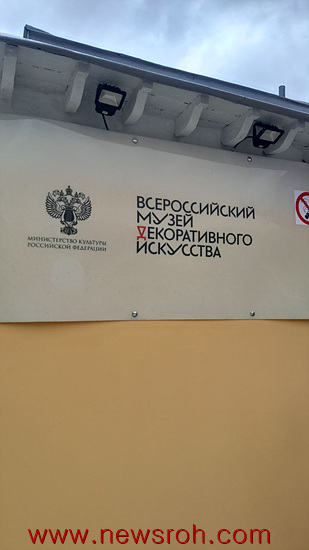 МИНИСТЕРСТВО КУЛЬТУРЫ
РОССИЙСКОЙ ФЕДЕРАЦИИ
ВСЕРОССИЙСКИЙ
МУЗЕЙ
ДЕКОРАТИВНОГО
ИСКУССТВА
www.newsroh.com